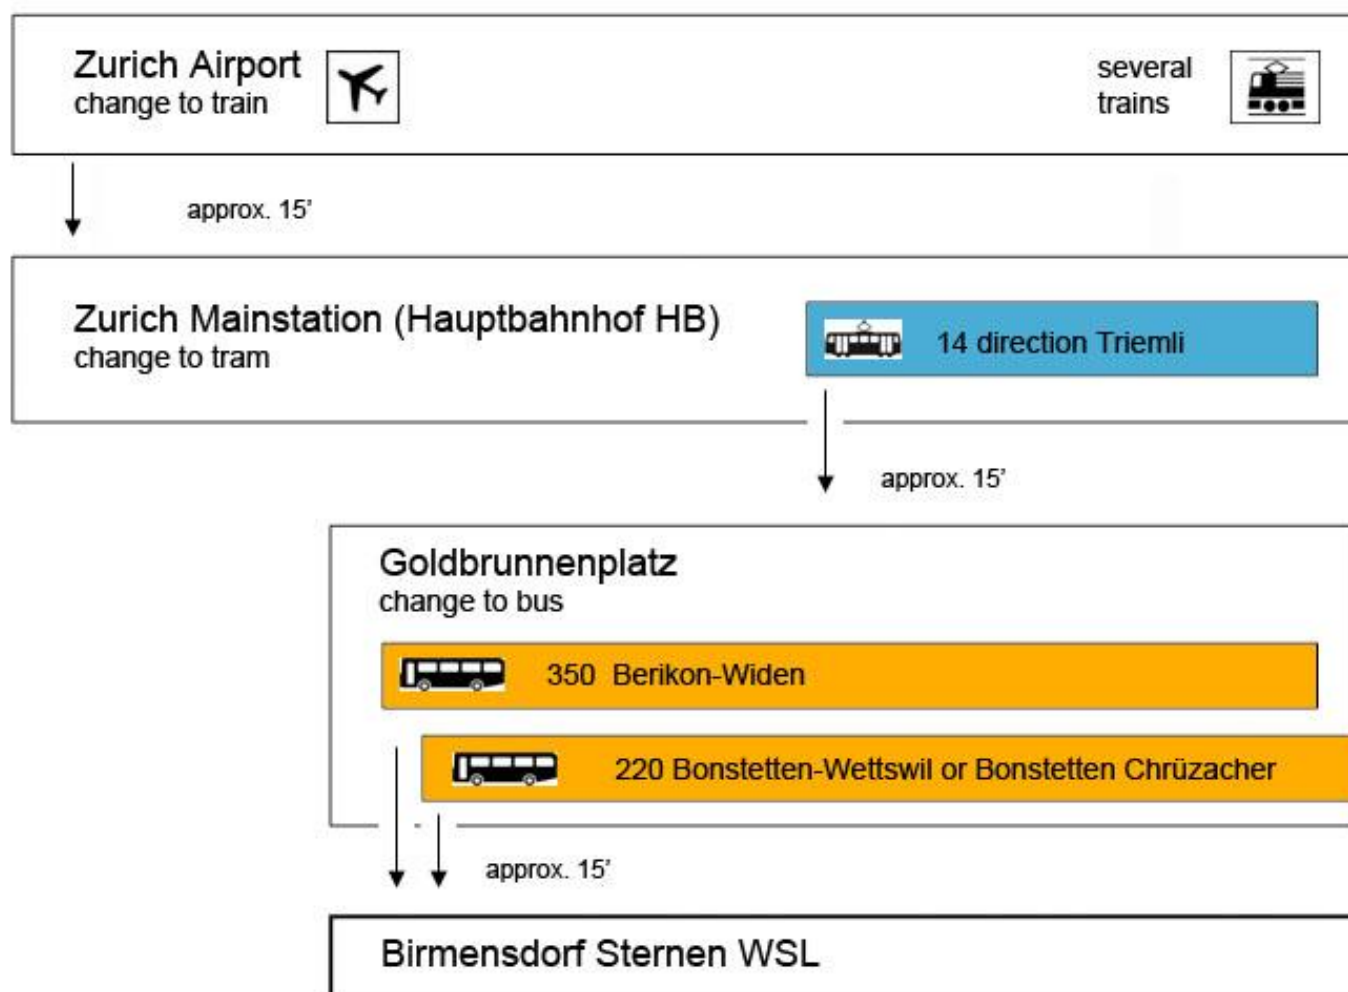 Zurich Airport
change to train
several
trains
approx. 15’
Zurich Mainstation (Hauptbahnhof HB)
change to tram
14 direction Triemli
approx. 15’
Goldbrunnenplatz
change to bus
350 Berikon-Widen
220 Bonstetten-Wettswil or Bonstetten Chrüzacher
approx. 15’
Birmensdorf Sternen WSL